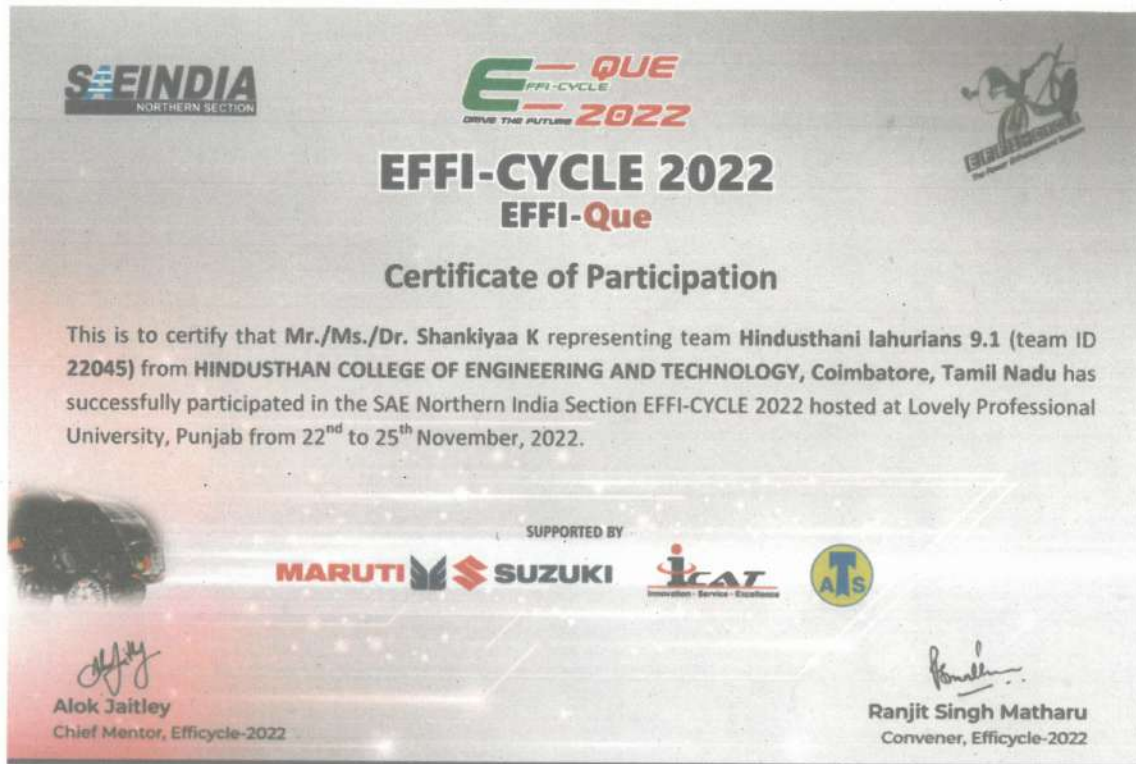 SAEINDIA
NORTHERN SECTION
E QUE
FFI-CYCLE
DRIVE THE FUTURE 2022
EFFI-CYCLE 2022
EFFI-Que
Certificate of Participation
This is to certify that Mr./Ms./Dr. Shankiyaa K representing team Hindusthani lahurians 9.1 (team ID
22045) from HINDUSTHAN COLLEGE OF ENGINEERING AND TECHNOLOGY, Coimbatore, Tamil Nadu has
successfully participated in the SAE Northern India Section EFFI-CYCLE 2022 hosted at Lovely Professional
University, Punjab from 22nd to 25th November, 2022.
SUPPORTED BY
MARUTI SUZUKI
iCAT
Innovation - Service - Excellence
ATS
Alok Jaitley
Chief Mentor, Efficycle-2022
Ranjit Singh Matharu
Convener, Efficycle-2022